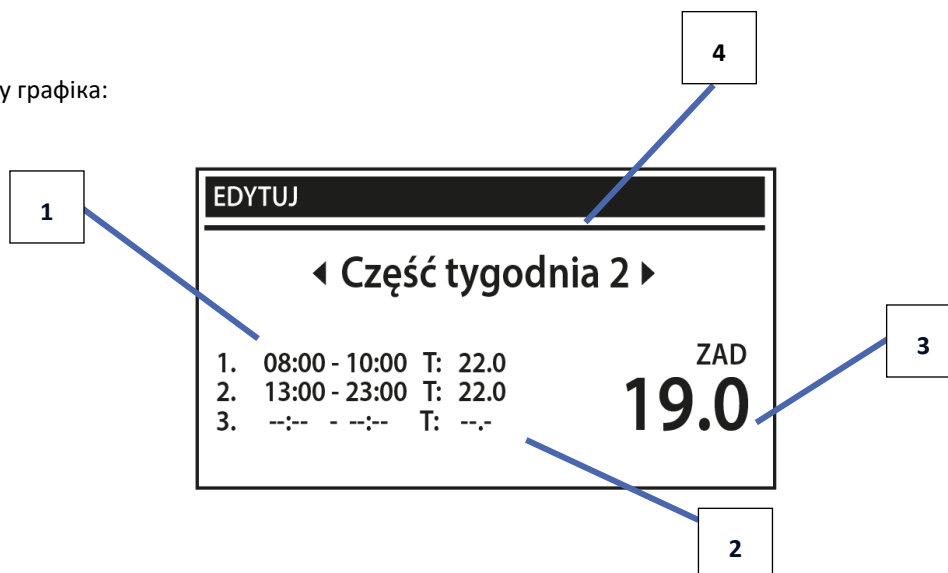 4
у графіка:
1
EDYTUJ
Część tygodnia 2
1. 08:00 - 10:00 T: 22.0
2. 13:00 - 23:00 T: 22.0
3. --:-- - --:-- T: --.-
ZAD
19.0
3
2